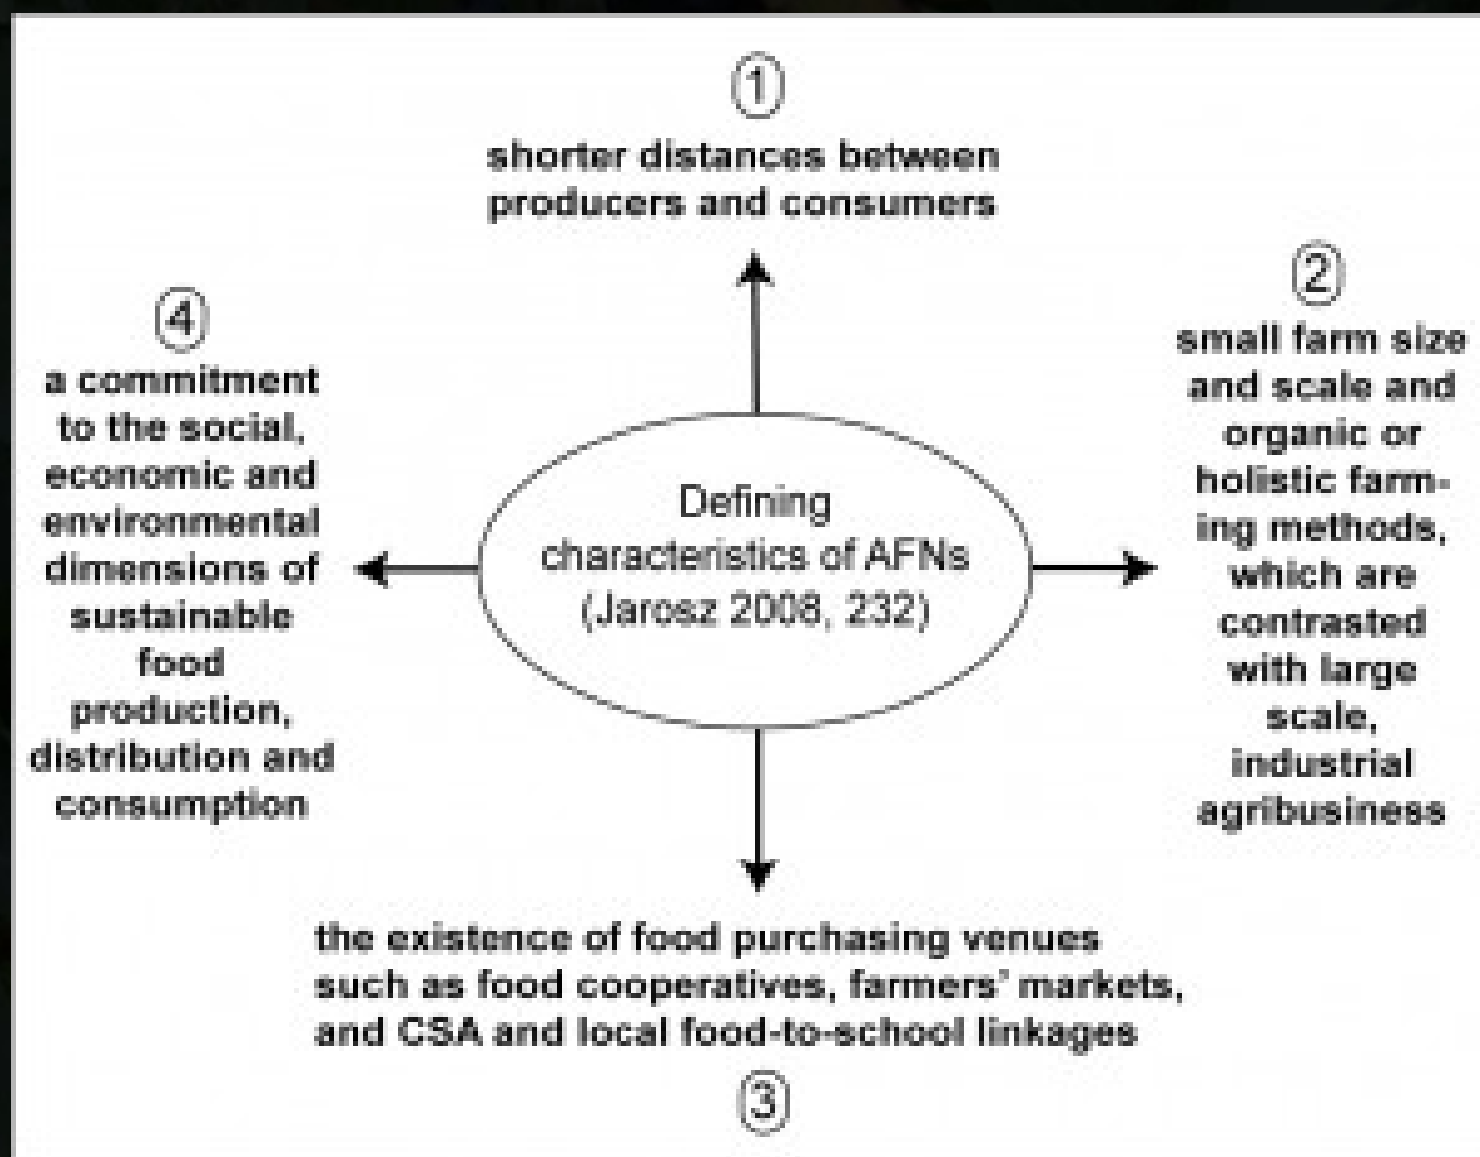 ①
shorter distances between
producers and consumers
②
small farm size
and scale and
organic or
holistic farm-
ing methods,
which are
contrasted
with large
scale,
industrial
agribusiness
④
a commitment
to the social,
economic and
environmental
dimensions of
sustainable
food
production,
distribution and
consumption
Defining
characteristics of AFNs
(Jarosz 2008, 232)
the existence of food purchasing venues
such as food cooperatives, farmers' markets,
and CSA and local food-to-school linkages
③